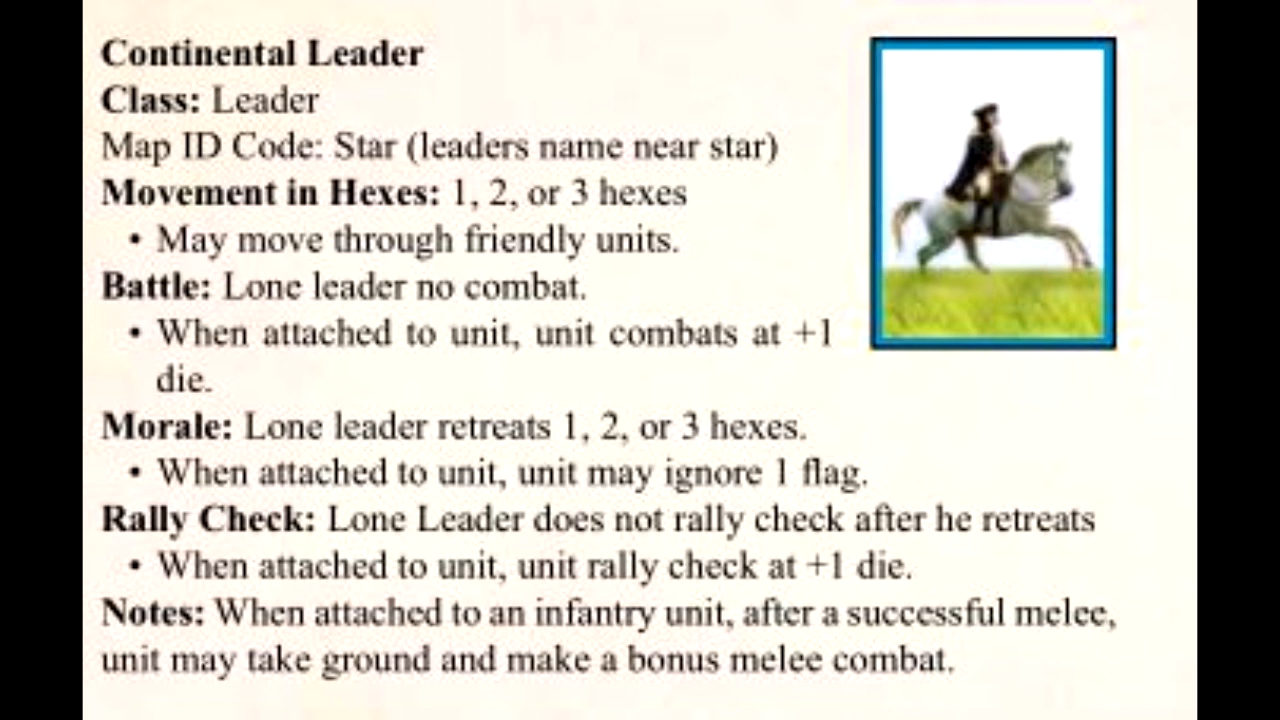 Continental Leader
Class: Leader
Map ID Code: Star (leaders name near star)
Movement in Hexes: 1, 2, or 3 hexes
• May move through friendly units.
Battle: Lone leader no combat.
• When attached to unit, unit combats at +1
die.
Morale: Lone leader retreats 1, 2, or 3 hexes.
• When attached to unit, unit may ignore 1 flag.
Rally Check: Lone Leader does not rally check after he retreats
• When attached to unit, unit rally check at +1 die.
Notes: When attached to an infantry unit, after a successful melee,
unit may take ground and make a bonus melee combat.